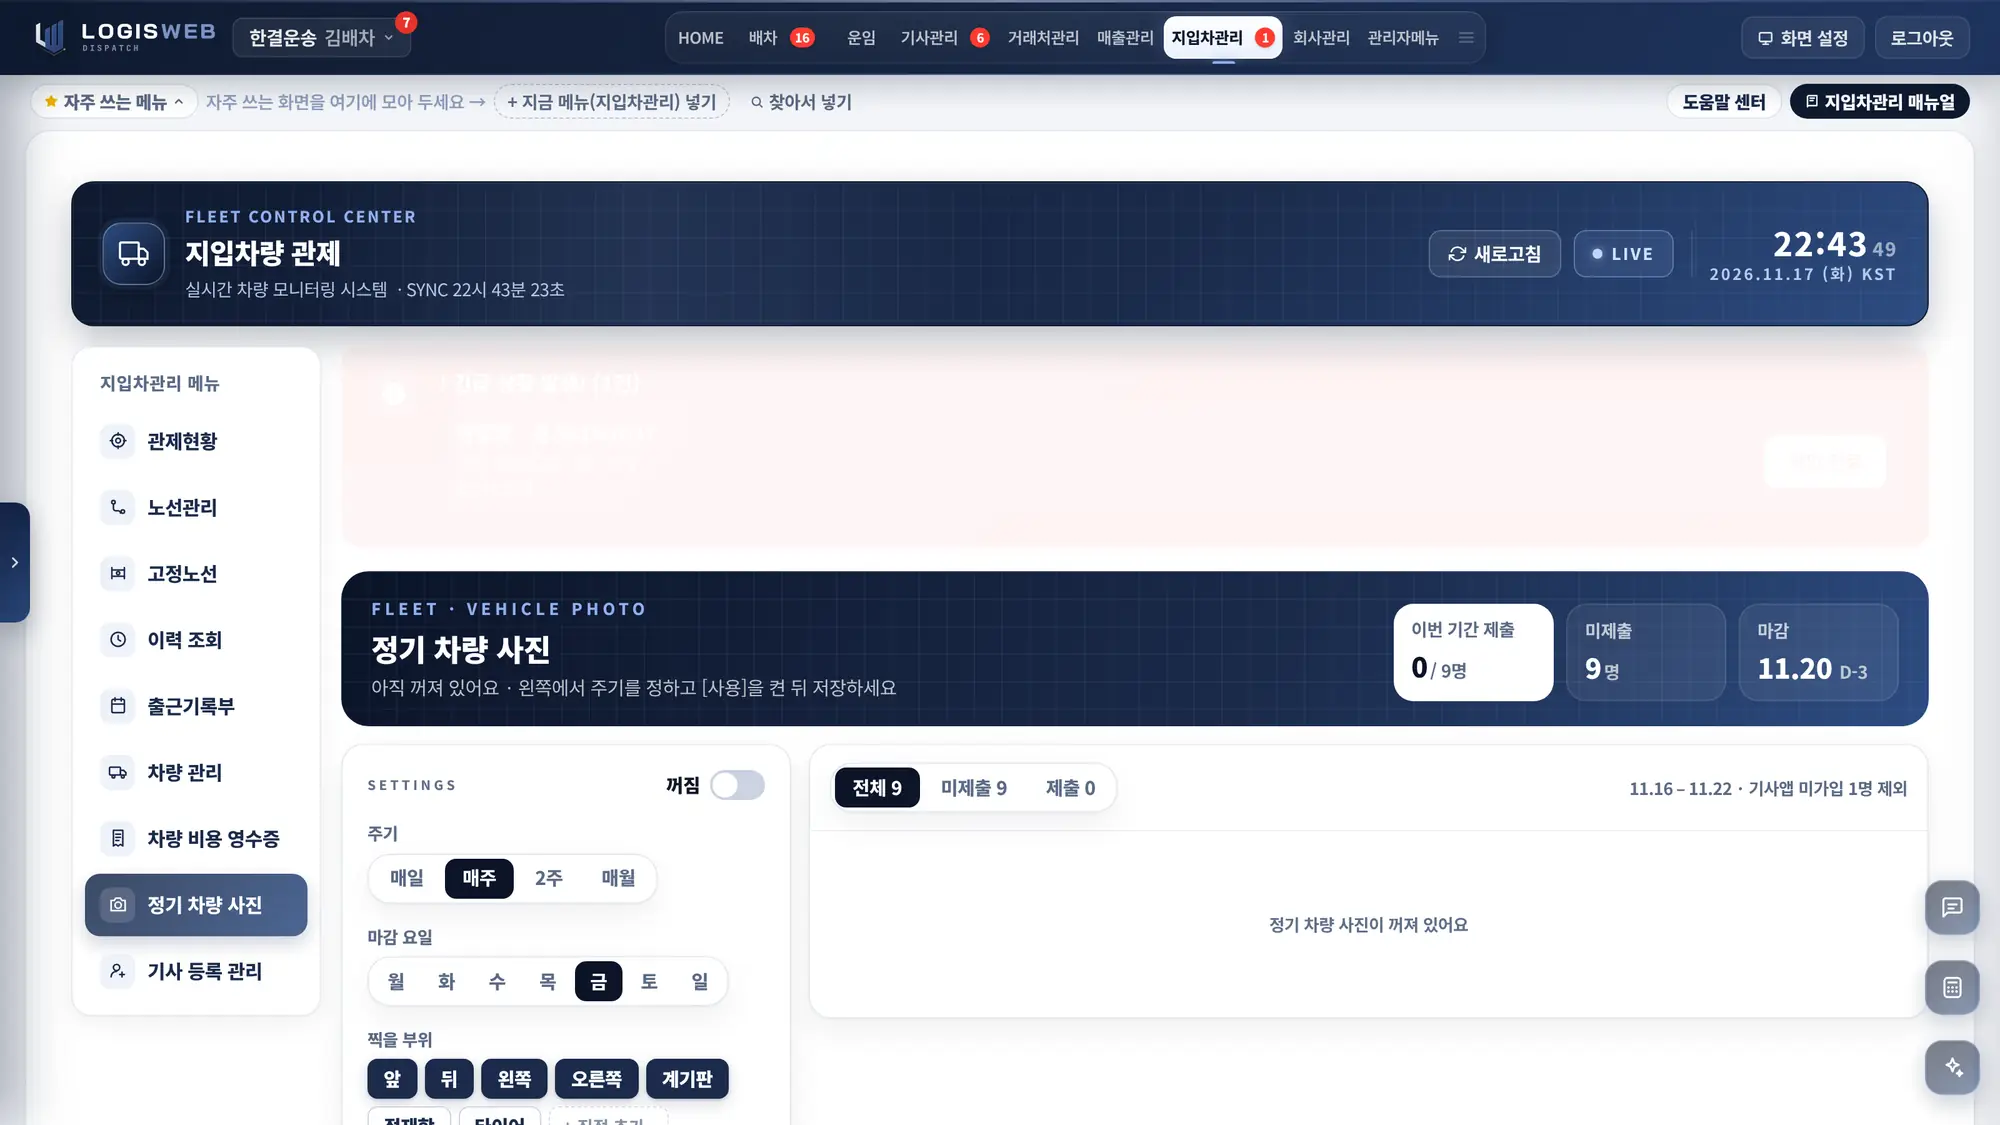 LOGISWEB
DISPATCH
한결운송 김배차
7
HOME
배차 16
운임
기사관리 6
거래처관리
매출관리
지입차관리 1
회사관리
관리자메뉴
화면 설정
로그아웃
자주 쓰는 메뉴
자주 쓰는 화면을 여기에 모아 두세요 →
+ 지금 메뉴(지입차관리) 넣기
찾아서 넣기
도움말 센터
지입차관리 매뉴얼
FLEET CONTROL CENTER
지입차량 관제
실시간 차량 모니터링 시스템 · SYNC 22시 43분 23초
새로고침
LIVE
22:43 49
2026.11.17 (화) KST
지입차관리 메뉴
관제현황
노선관리
고정노선
이력 조회
출근기록부
차량 관리
차량 비용 영수증
정기 차량 사진
기사 등록 관리
FLEET · VEHICLE PHOTO
정기 차량 사진
아직 꺼져 있어요 · 왼쪽에서 주기를 정하고 [사용]을 켠 뒤 저장하세요
이번 기간 제출
0 / 9명
미제출
9명
마감
11.20 D-3
SETTINGS
꺼짐
주기
매일 매주 2주 매월
마감 요일
월 화 수 목 금 토 일
찍을 부위
앞 뒤 왼쪽 오른쪽 계기판
적재함 타이어 + 직접 추가
전체 9 미제출 9 제출 0
11.16 – 11.22 · 기사앱 미가입 1명 제외
정기 차량 사진이 꺼져 있어요